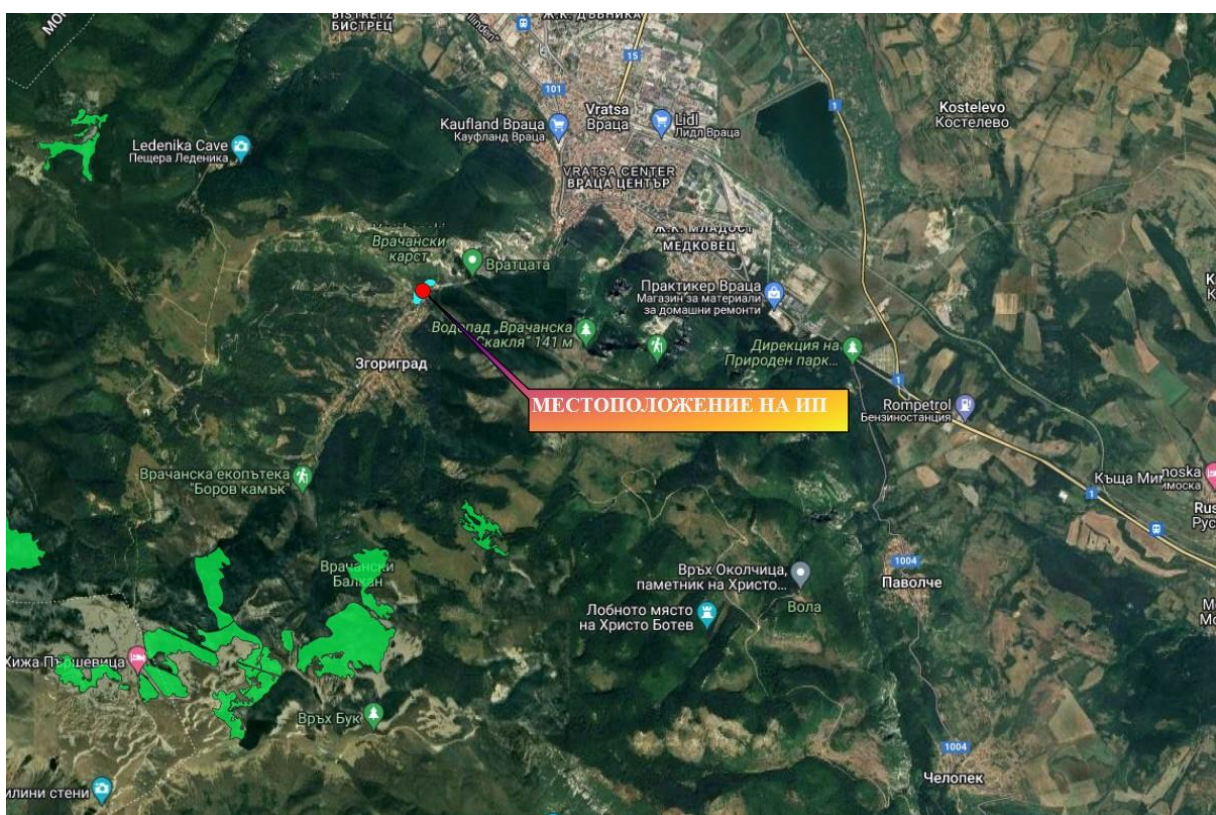 BISTRETZ
БИСТРЕЦ
Ж.К. ДЪБНИКА
15
101
1
Kostelevo
Костелево
Vratsa
Враца
Kaufland Враца
Кауфланд Враца
Lidl
Лидл Враца
Ledenika Cave
Пещера Леденика
VRATSA CENTER
ВРАЦА ЦЕНТЪР
Ж.К. МЛАДОСТ
МЕДКОВЕЦ
Врачански
карст
Вратцата
Практикер Враца
Магазин за материали
за домашни ремонти
Водопад „Врачанска
Скакля" 141 м
Дирекция на
Природен парк...
Згориград
1
МЕСТОПОЛОЖЕНИЕ НА ИП
Rompetrol
Бензиностанция
Врачанска екопътека
"Боров камък"
Къща
1
1004
Паволче
Врачански
Балкан
Връх Околчица,
паметник на Христо...
Вола
Лобното място
на Христо Ботев
Хижа Пършевица
Връх Бук
1004
Челопек
стени